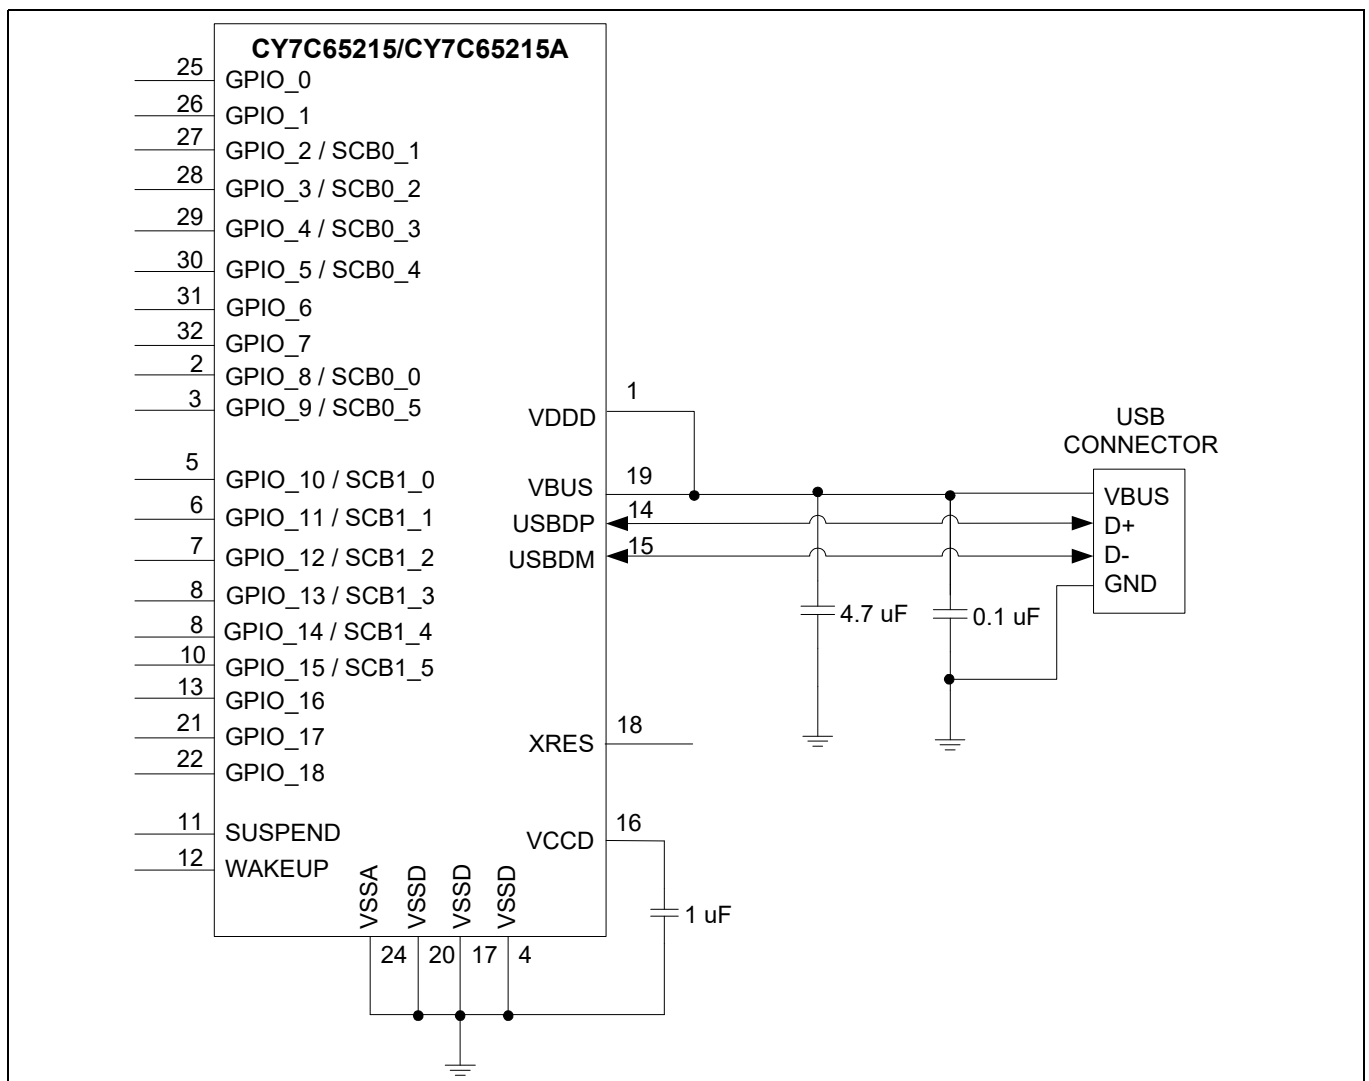 CY7C65215/CY7C65215A
25 GPIO_0
26 GPIO_1
27 GPIO_2 / SCB0_1
28 GPIO_3 / SCB0_2
29 GPIO_4 / SCB0_3
30 GPIO_5 / SCB0_4
31 GPIO_6
32 GPIO_7
2 GPIO_8 / SCB0_0
3 GPIO_9 / SCB0_5
5 GPIO_10 / SCB1_0
6 GPIO_11 / SCB1_1
7 GPIO_12 / SCB1_2
8 GPIO_13 / SCB1_3
8 GPIO_14 / SCB1_4
10 GPIO_15 / SCB1_5
13 GPIO_16
21 GPIO_17
22 GPIO_18
11 SUSPEND
12 WAKEUP
VSSA
VSSD
VSSD
VSSD
24 20 17 4
VDDD 1
VBUS 19
USBDP 14
USBDM 15
XRES 18
VCCD 16
1 uF
4.7 uF
0.1 uF
USB
CONNECTOR
VBUS
D+
D-
GND